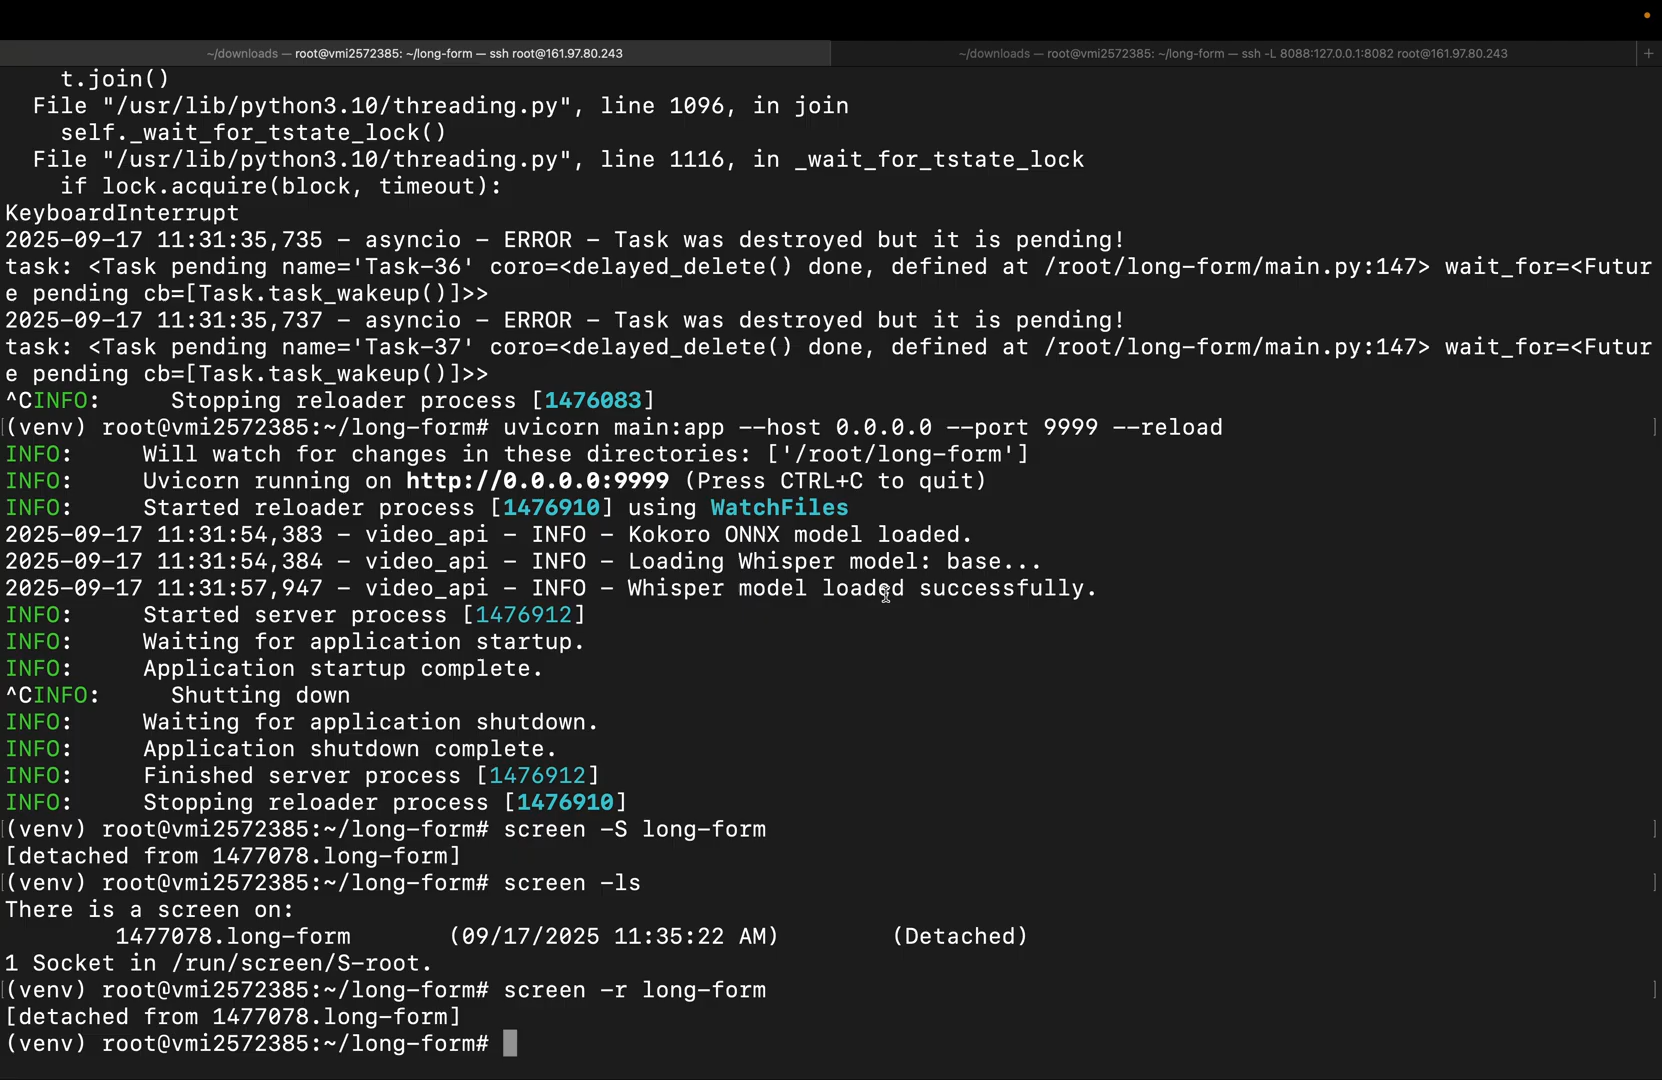 ~/downloads — root@vmi2572385: ~/long-form — ssh root@161.97.80.243
~/downloads — root@vmi2572385: ~/long-form — ssh -L 8088:127.0.0.1:8082 root@161.97.80.243
+
    t.join()
  File "/usr/lib/python3.10/threading.py", line 1096, in join
    self._wait_for_tstate_lock()
  File "/usr/lib/python3.10/threading.py", line 1116, in _wait_for_tstate_lock
    if lock.acquire(block, timeout):
KeyboardInterrupt
2025-09-17 11:31:35,735 - asyncio - ERROR - Task was destroyed but it is pending!
task: <Task pending name='Task-36' coro=<delayed_delete() done, defined at /root/long-form/main.py:147> wait_for=<Futur
e pending cb=[Task.task_wakeup()]>>
2025-09-17 11:31:35,737 - asyncio - ERROR - Task was destroyed but it is pending!
task: <Task pending name='Task-37' coro=<delayed_delete() done, defined at /root/long-form/main.py:147> wait_for=<Futur
e pending cb=[Task.task_wakeup()]>>
^CINFO:     Stopping reloader process [1476083]
[(venv) root@vmi2572385:~/long-form# uvicorn main:app --host 0.0.0.0 --port 9999 --reload ]
INFO:     Will watch for changes in these directories: ['/root/long-form']
INFO:     Uvicorn running on http://0.0.0.0:9999 (Press CTRL+C to quit)
INFO:     Started reloader process [1476910] using WatchFiles
2025-09-17 11:31:54,383 - video_api - INFO - Kokoro ONNX model loaded.
2025-09-17 11:31:54,384 - video_api - INFO - Loading Whisper model: base...
2025-09-17 11:31:57,947 - video_api - INFO - Whisper model loaded successfully.
INFO:     Started server process [1476912]
INFO:     Waiting for application startup.
INFO:     Application startup complete.
^CINFO:     Shutting down
INFO:     Waiting for application shutdown.
INFO:     Application shutdown complete.
INFO:     Finished server process [1476912]
INFO:     Stopping reloader process [1476910]
[(venv) root@vmi2572385:~/long-form# screen -S long-form ]
[detached from 1477078.long-form]
[(venv) root@vmi2572385:~/long-form# screen -ls ]
There is a screen on:
        1477078.long-form       (09/17/2025 11:35:22 AM)        (Detached)
1 Socket in /run/screen/S-root.
[(venv) root@vmi2572385:~/long-form# screen -r long-form ]
[detached from 1477078.long-form]
(venv) root@vmi2572385:~/long-form#